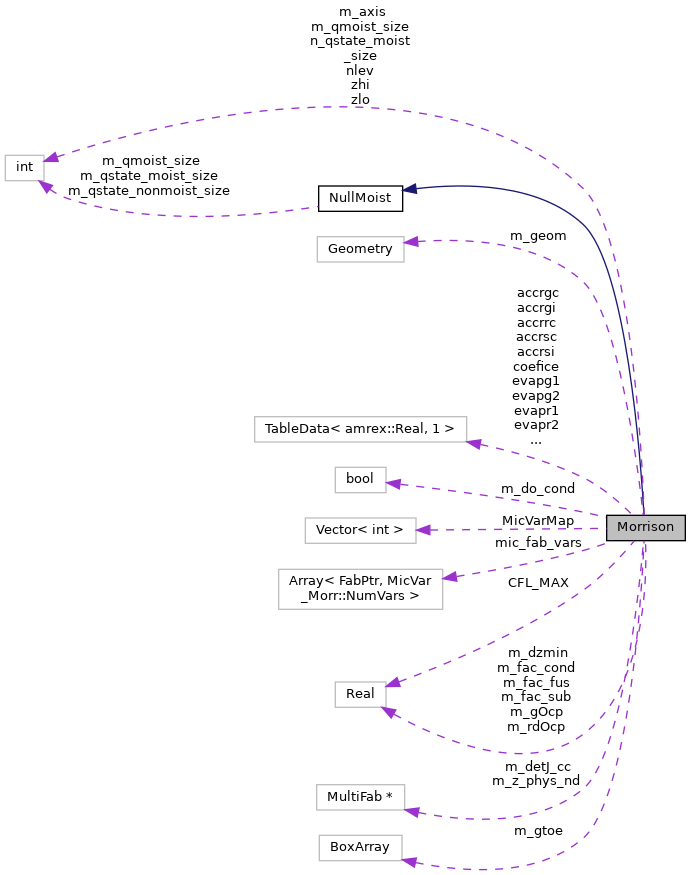 m_axis
m_qmoist_size
n_qstate_moist
_size
nlev
zhi
zlo
int
m_qmoist_size
m_qstate_moist_size
m_qstate_nonmoist_size
NullMoist
m_geom
Geometry
accrgc
accrgi
accrrc
accrsc
accrsi
coefice
evapg1
evapg2
evapr1
evapr2
...
TableData< amrex::Real, 1 >
bool
m_do_cond
Vector< int >
MicVarMap
Morrison
mic_fab_vars
Array< FabPtr, MicVar
_Morr::NumVars >
CFL_MAX
m_dzmin
m_fac_cond
m_fac_fus
m_fac_sub
m_gOcp
m_rdOcp
Real
m_detJ_cc
m_z_phys_nd
MultiFab *
m_gtoe
BoxArray